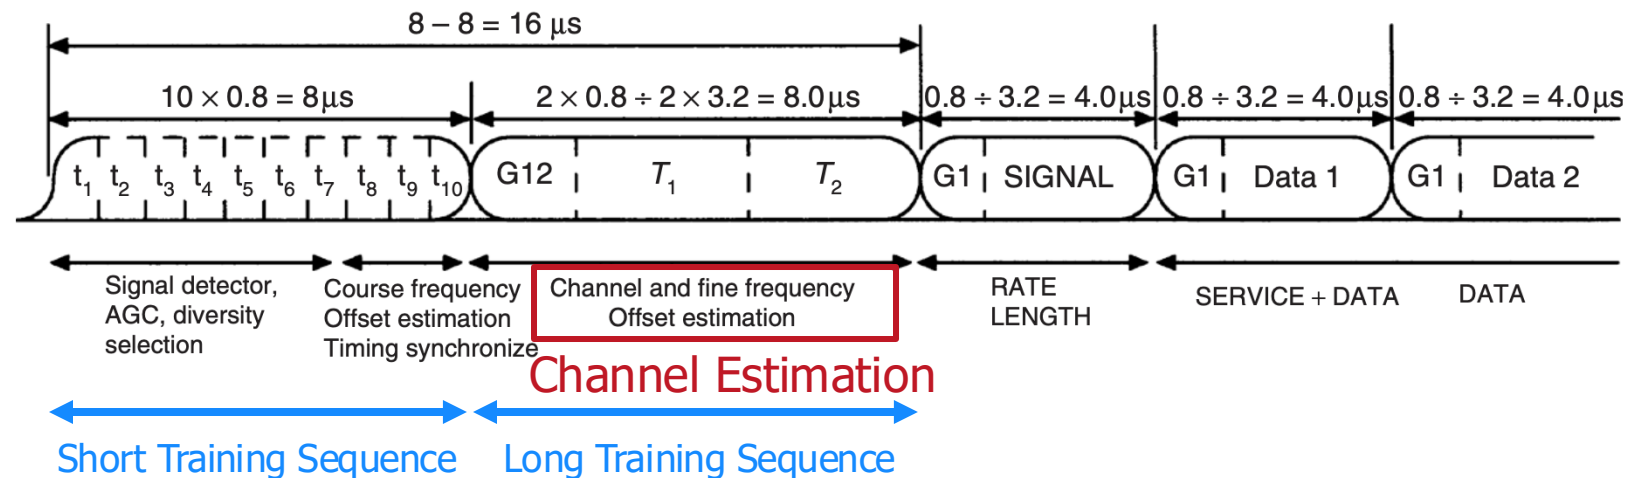 8 – 8 = 16 μs
10 × 0.8 = 8μs
2 × 0.8 ÷ 2 × 3.2 = 8.0μs
0.8 ÷ 3.2 = 4.0μs
0.8 ÷ 3.2 = 4.0μs
0.8 ÷ 3.2 = 4.0μs
t1 t2 t3 t4 t5 t6 t7 t8 t9 t10
G12 T1 T2
G1 SIGNAL
G1 Data 1
G1 Data 2
Signal detector,
AGC, diversity
selection
Course frequency
Offset estimation
Timing synchronize
Channel and fine frequency
Offset estimation
RATE
LENGTH
SERVICE + DATA
DATA
Channel Estimation
Short Training Sequence
Long Training Sequence